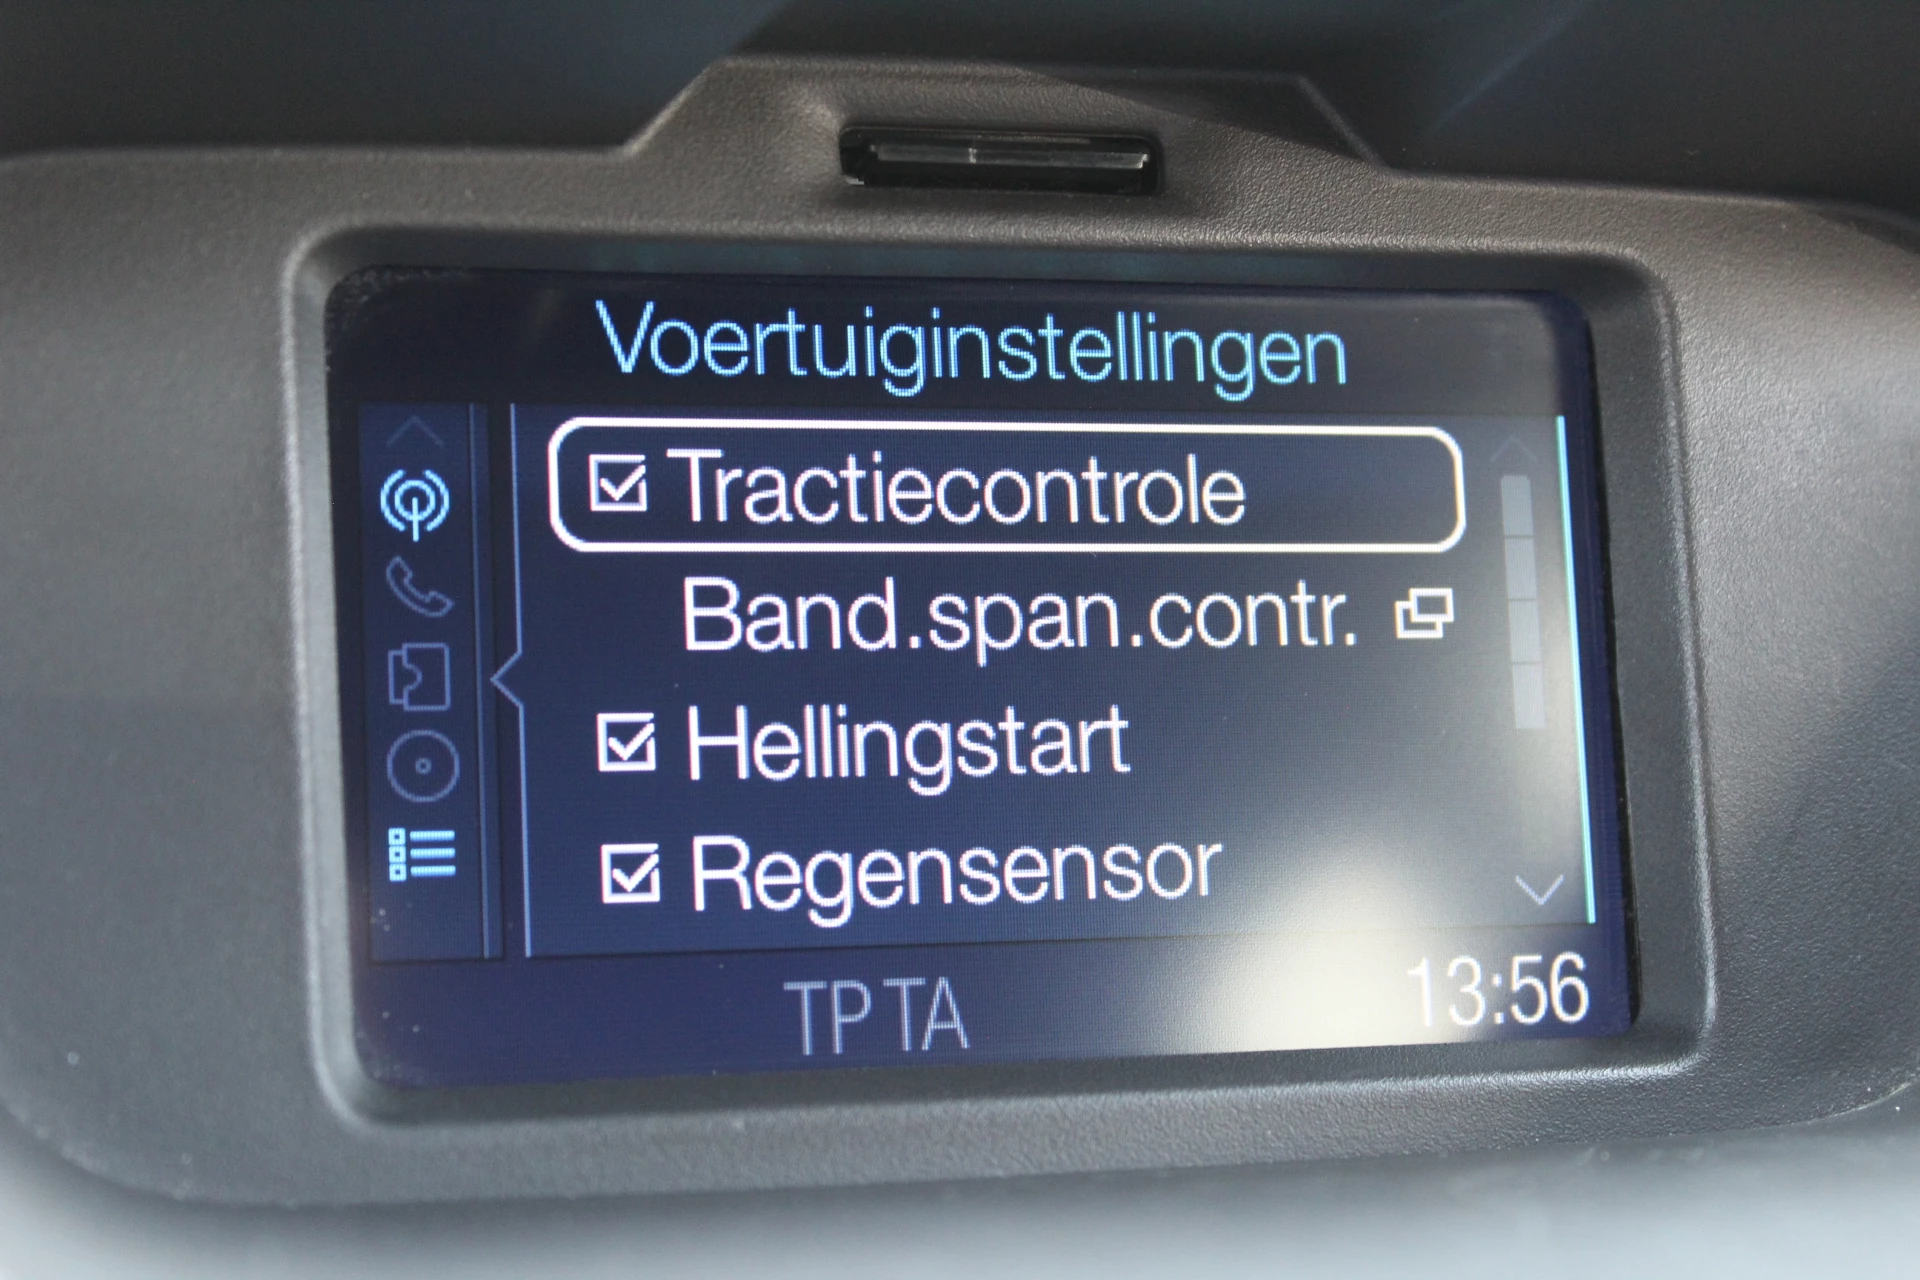 Voertuiginstellingen
Tractiecontrole
Band.span.contr.
Hellingstart
Regensensor
TP TA 13:56